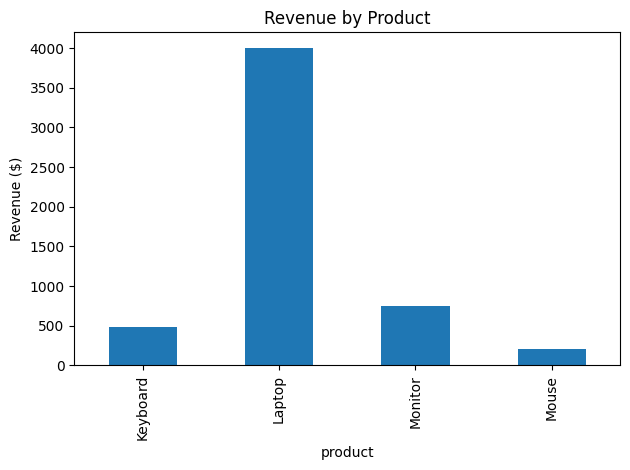 Revenue by Product
Revenue ($)
4000
3500
3000
2500
2000
1500
1000
500
0
Keyboard
Laptop
Monitor
Mouse
product